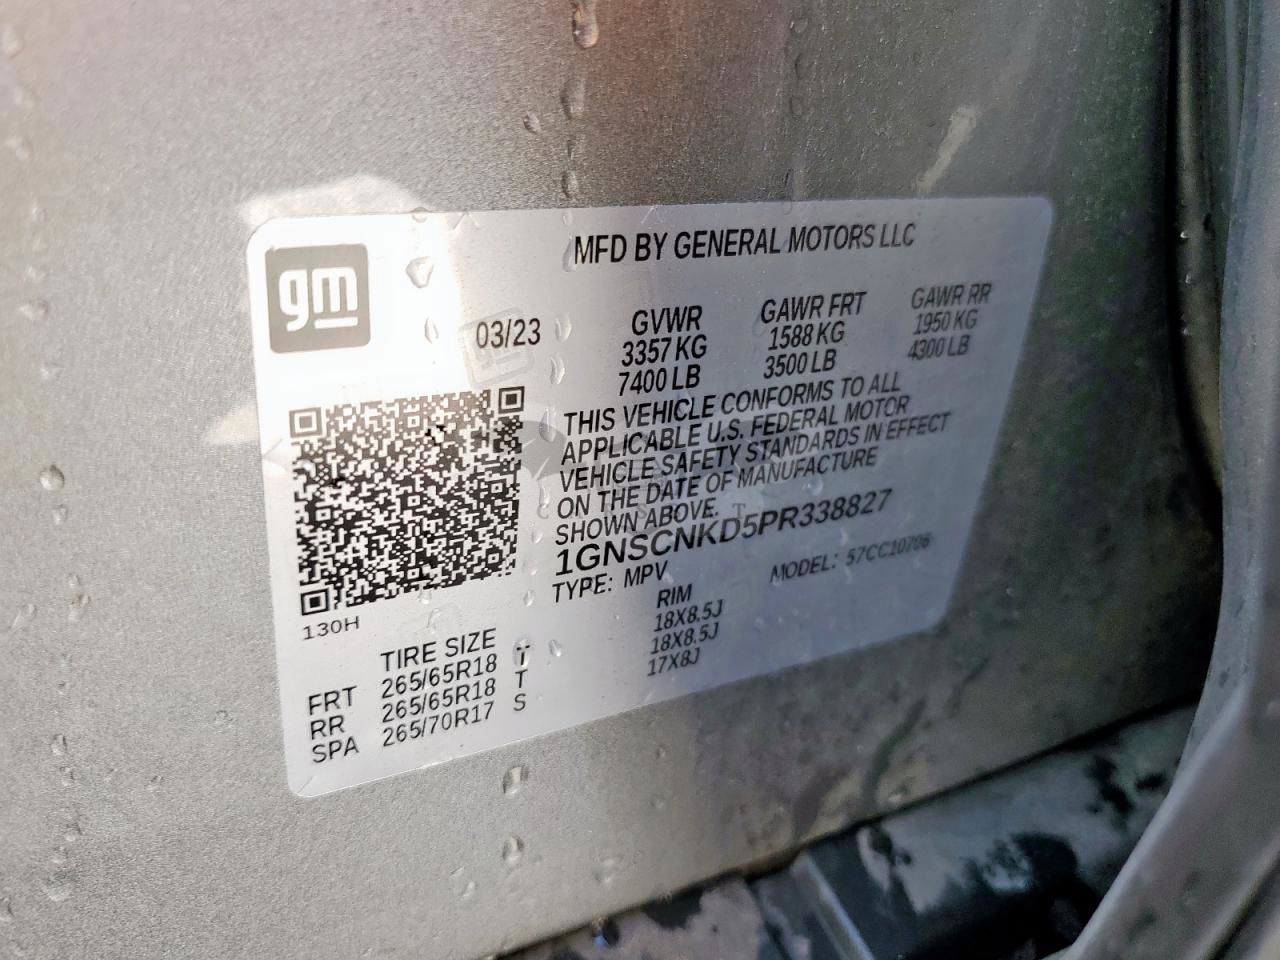 gm
MFD BY GENERAL MOTORS LLC
03/23
GVWR GAWR FRT GAWR RR
3357 KG 1588 KG 1950 KG
7400 LB 3500 LB 4300 LB
THIS VEHICLE CONFORMS TO ALL
APPLICABLE U.S. FEDERAL MOTOR
VEHICLE SAFETY STANDARDS IN EFFECT
ON THE DATE OF MANUFACTURE
SHOWN ABOVE.
1GNSCNKD5PR338827
TYPE: MPV MODEL: 57CC10706
130H
TIRE SIZE RIM
FRT 265/65R18 T 18X8.5J
RR 265/65R18 T 18X8.5J
SPA 265/70R17 S 17X8J